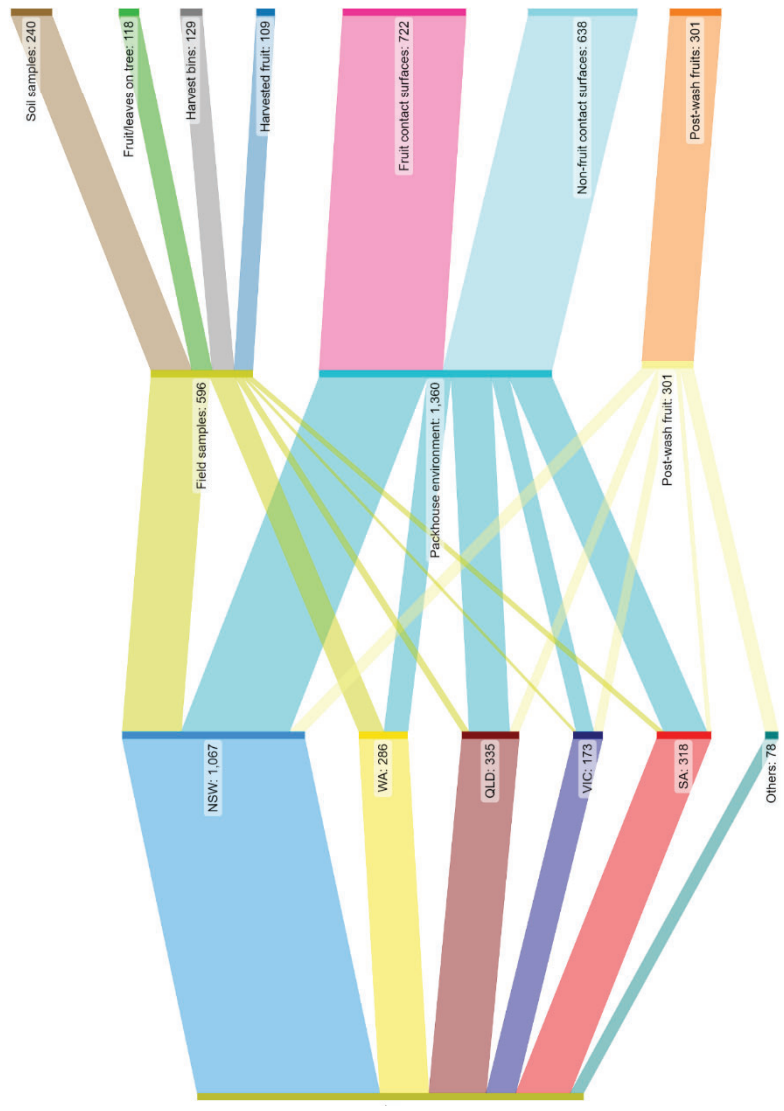 Soil samples: 240
Fruit/leaves on tree: 118
Harvest bins: 129
Harvested fruit: 109
Fruit contact surfaces: 722
Non-fruit contact surfaces: 638
Post-wash fruits: 301
Field samples: 596
Packhouse environment: 1,360
Post-wash fruit: 301
NSW: 1,067
WA: 286
QLD: 335
VIC: 173
SA: 318
Others: 78